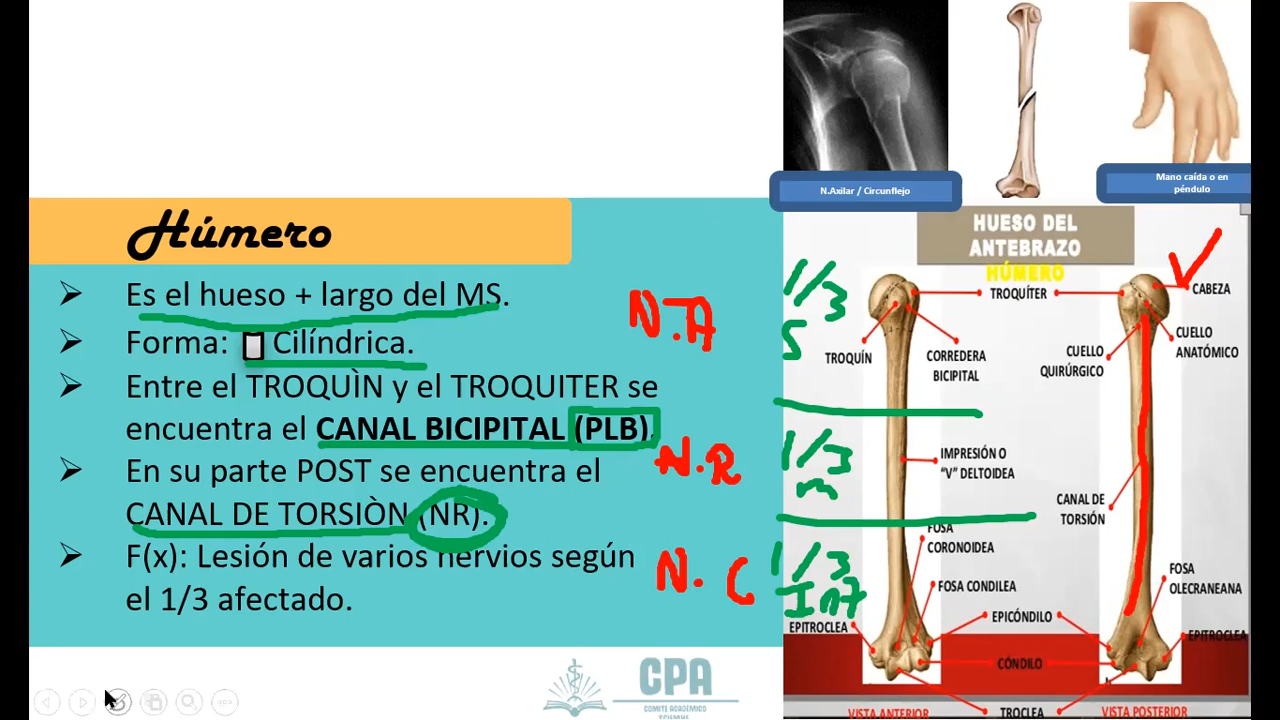 N.Axilar / Circunflejo
Mano caída o en
péndulo
Húmero
Es el hueso + largo del MS.
Forma: Cilíndrica.
Entre el TROQUÌN y el TROQUITER se
encuentra el CANAL BICIPITAL (PLB).
En su parte POST se encuentra el
CANAL DE TORSIÒN (NR).
F(x): Lesión de varios nervios según
el 1/3 afectado.
N.A
N.R
N.C
1/3
S
1/3
m
1/3
Inf
HUESO DEL
ANTEBRAZO
HÚMERO
TROQUÍTER
CABEZA
TROQUÍN
CORREDERA
BICIPITAL
CUELLO
QUIRÚRGICO
CUELLO
ANATÓMICO
IMPRESIÓN O
“V” DELTOIDEA
CANAL DE
TORSIÓN
FOSA
CORONOIDEA
FOSA CONDILEA
FOSA
OLECRANEANA
EPITROCLEA
EPICÓNDILO
EPITROCLEA
CÓNDILO
TROCLEA
VISTA ANTERIOR
VISTA POSTERIOR
CPA
COMITÉ ACADÉMICO